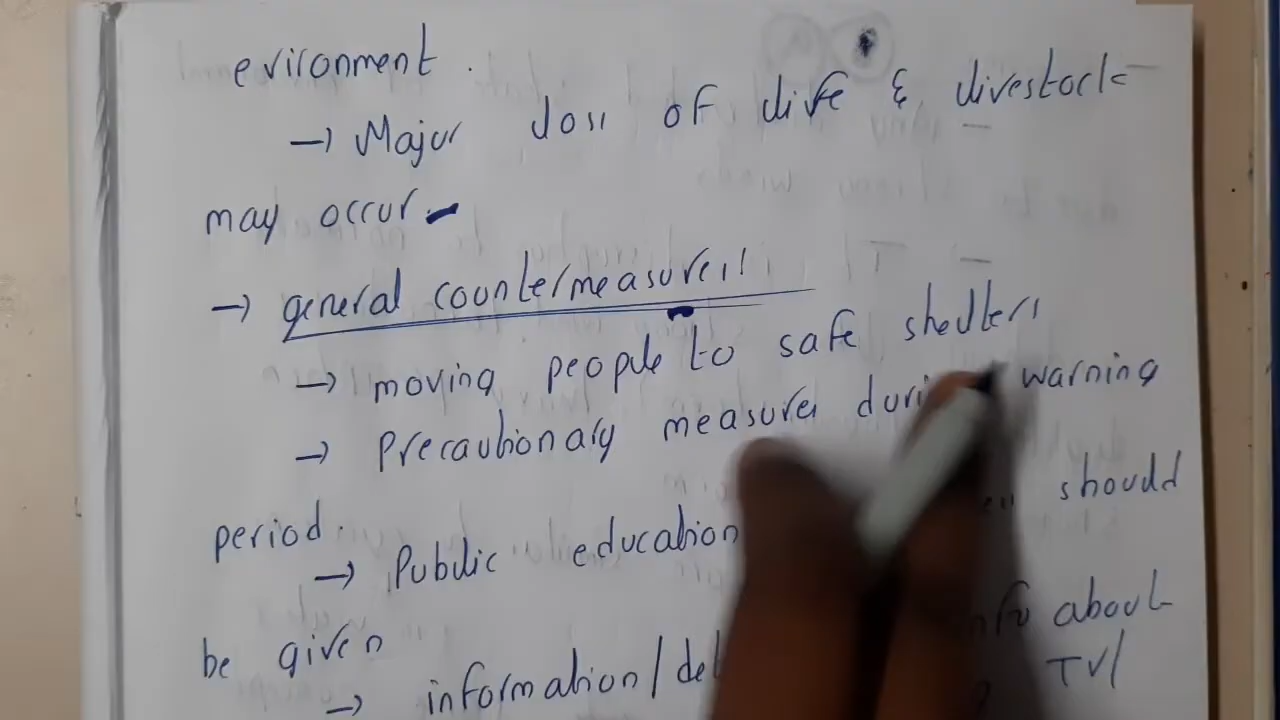 evironment.
→ Major loss of life & livestock
may occur.
→ general countermeasures!
→ moving people to safe shelters
→ Precautionary measures during warning
period.
→ Public education should
be given
→ information / info about
TV/